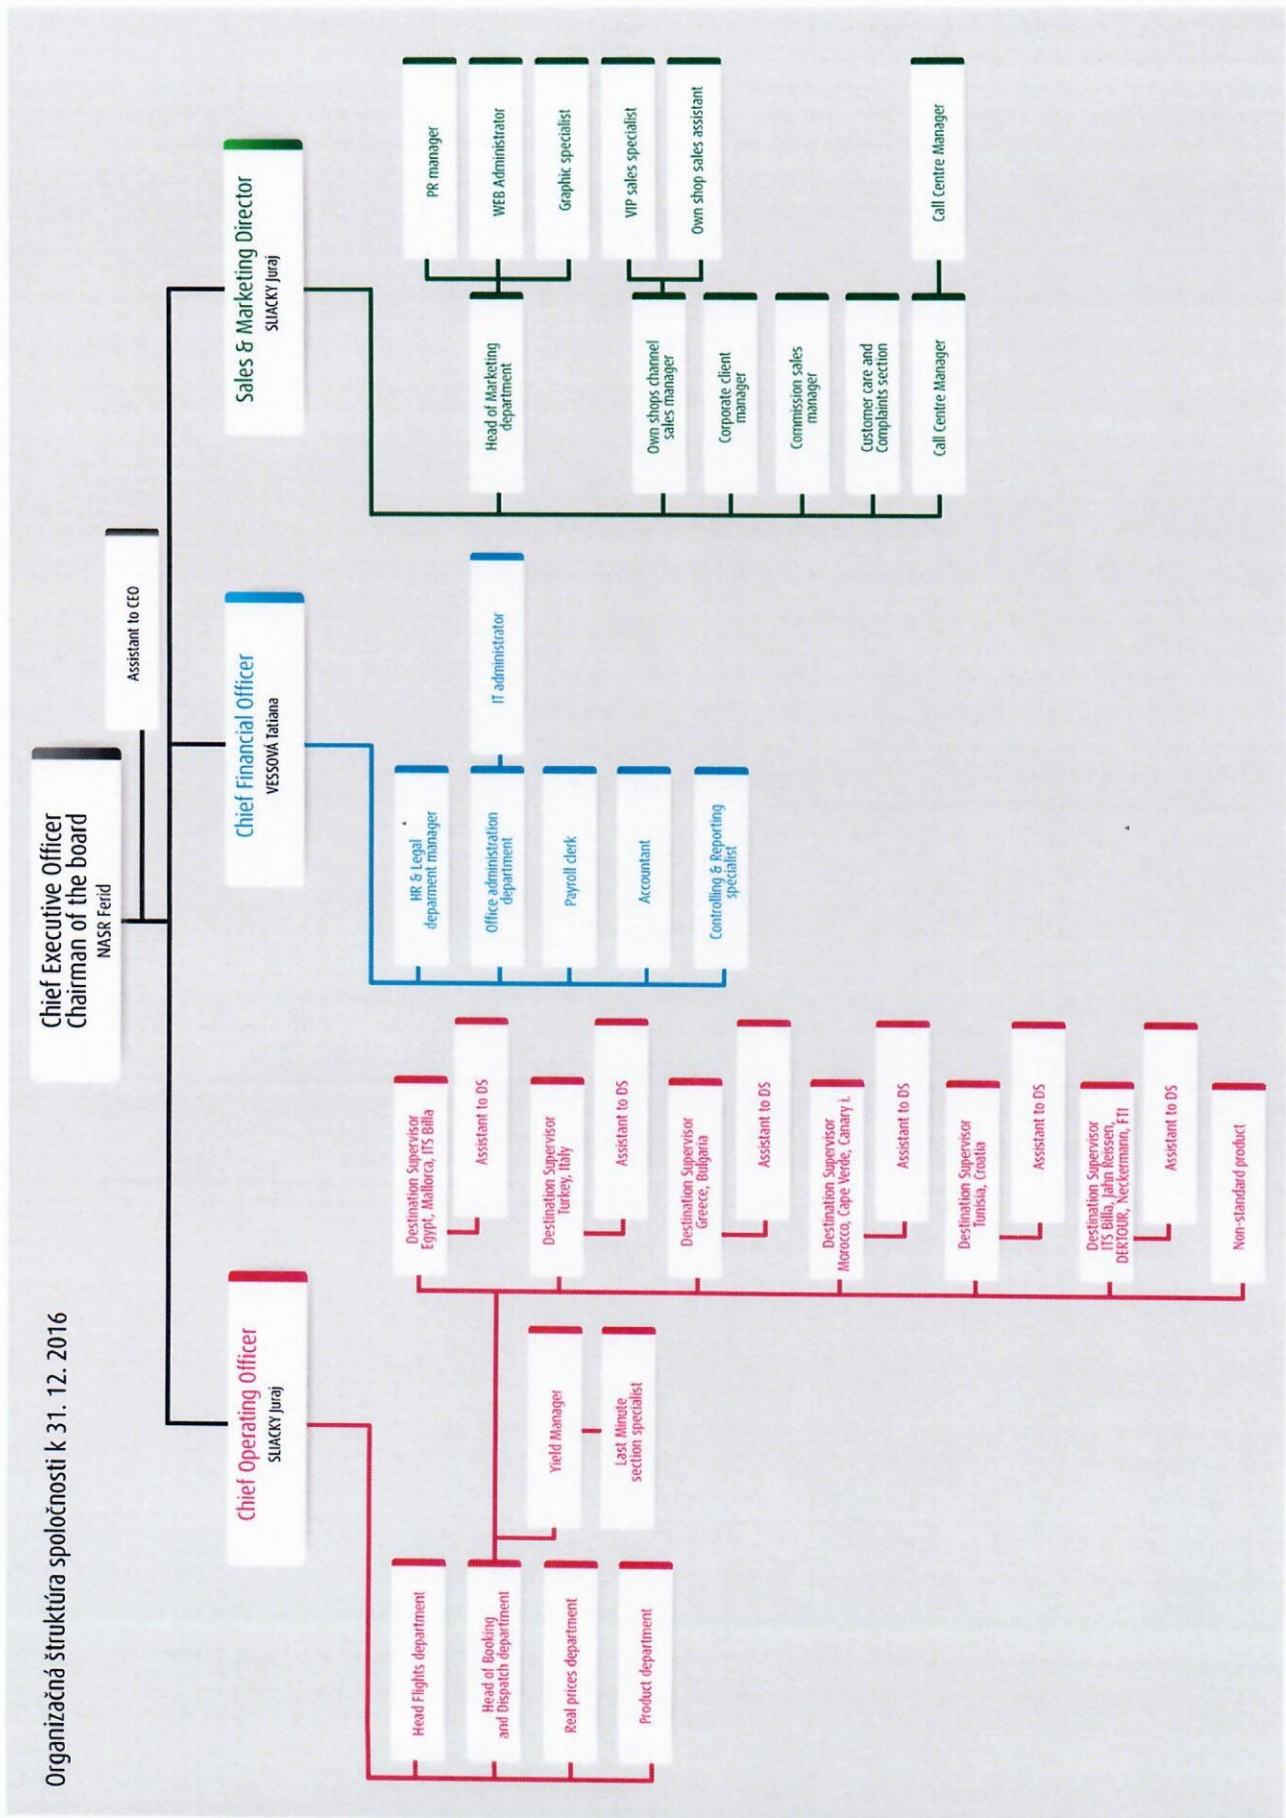 Organizačná štruktúra spoločnosti k 31. 12. 2016
Chief Executive Officer
Chairman of the board
NASR Ferid
Assistant to CEO
Chief Operating Officer
SLIACKY Juraj
Chief Financial Officer
VESSOVÁ Tatiana
Sales & Marketing Director
SLIACKY Juraj
Head Flights department
Head of Booking
and Dispatch department
Real prices department
Product department
Yield Manager
Last Minute
section specialist
Destination Supervisor
Egypt, Mallorca, ITS Billa
Assistant to DS
Destination Supervisor
Turkey, Italy
Assistant to DS
Destination Supervisor
Greece, Bulgaria
Assistant to DS
Destination Supervisor
Morocco, Cape Verde, Canary i.
Assistant to DS
Destination Supervisor
Tunisia, Croatia
Assistant to DS
Destination Supervisor
ITS Billa, Jahn Reissen,
DERTOUR, Neckermann, FTI
Assistant to DS
Non-standard product
HR & Legal
deparment manager
Office administration
department
IT administrator
Payroll clerk
Accountant
Controlling & Reporting
specialist
Head of Marketing
department
PR manager
WEB Administrator
Graphic specialist
Own shops channel
sales manager
VIP sales specialist
Own shop sales assistant
Corporate client
manager
Commission sales
manager
Customer care and
Complaints section
Call Centre Manager
Call Centre Manager